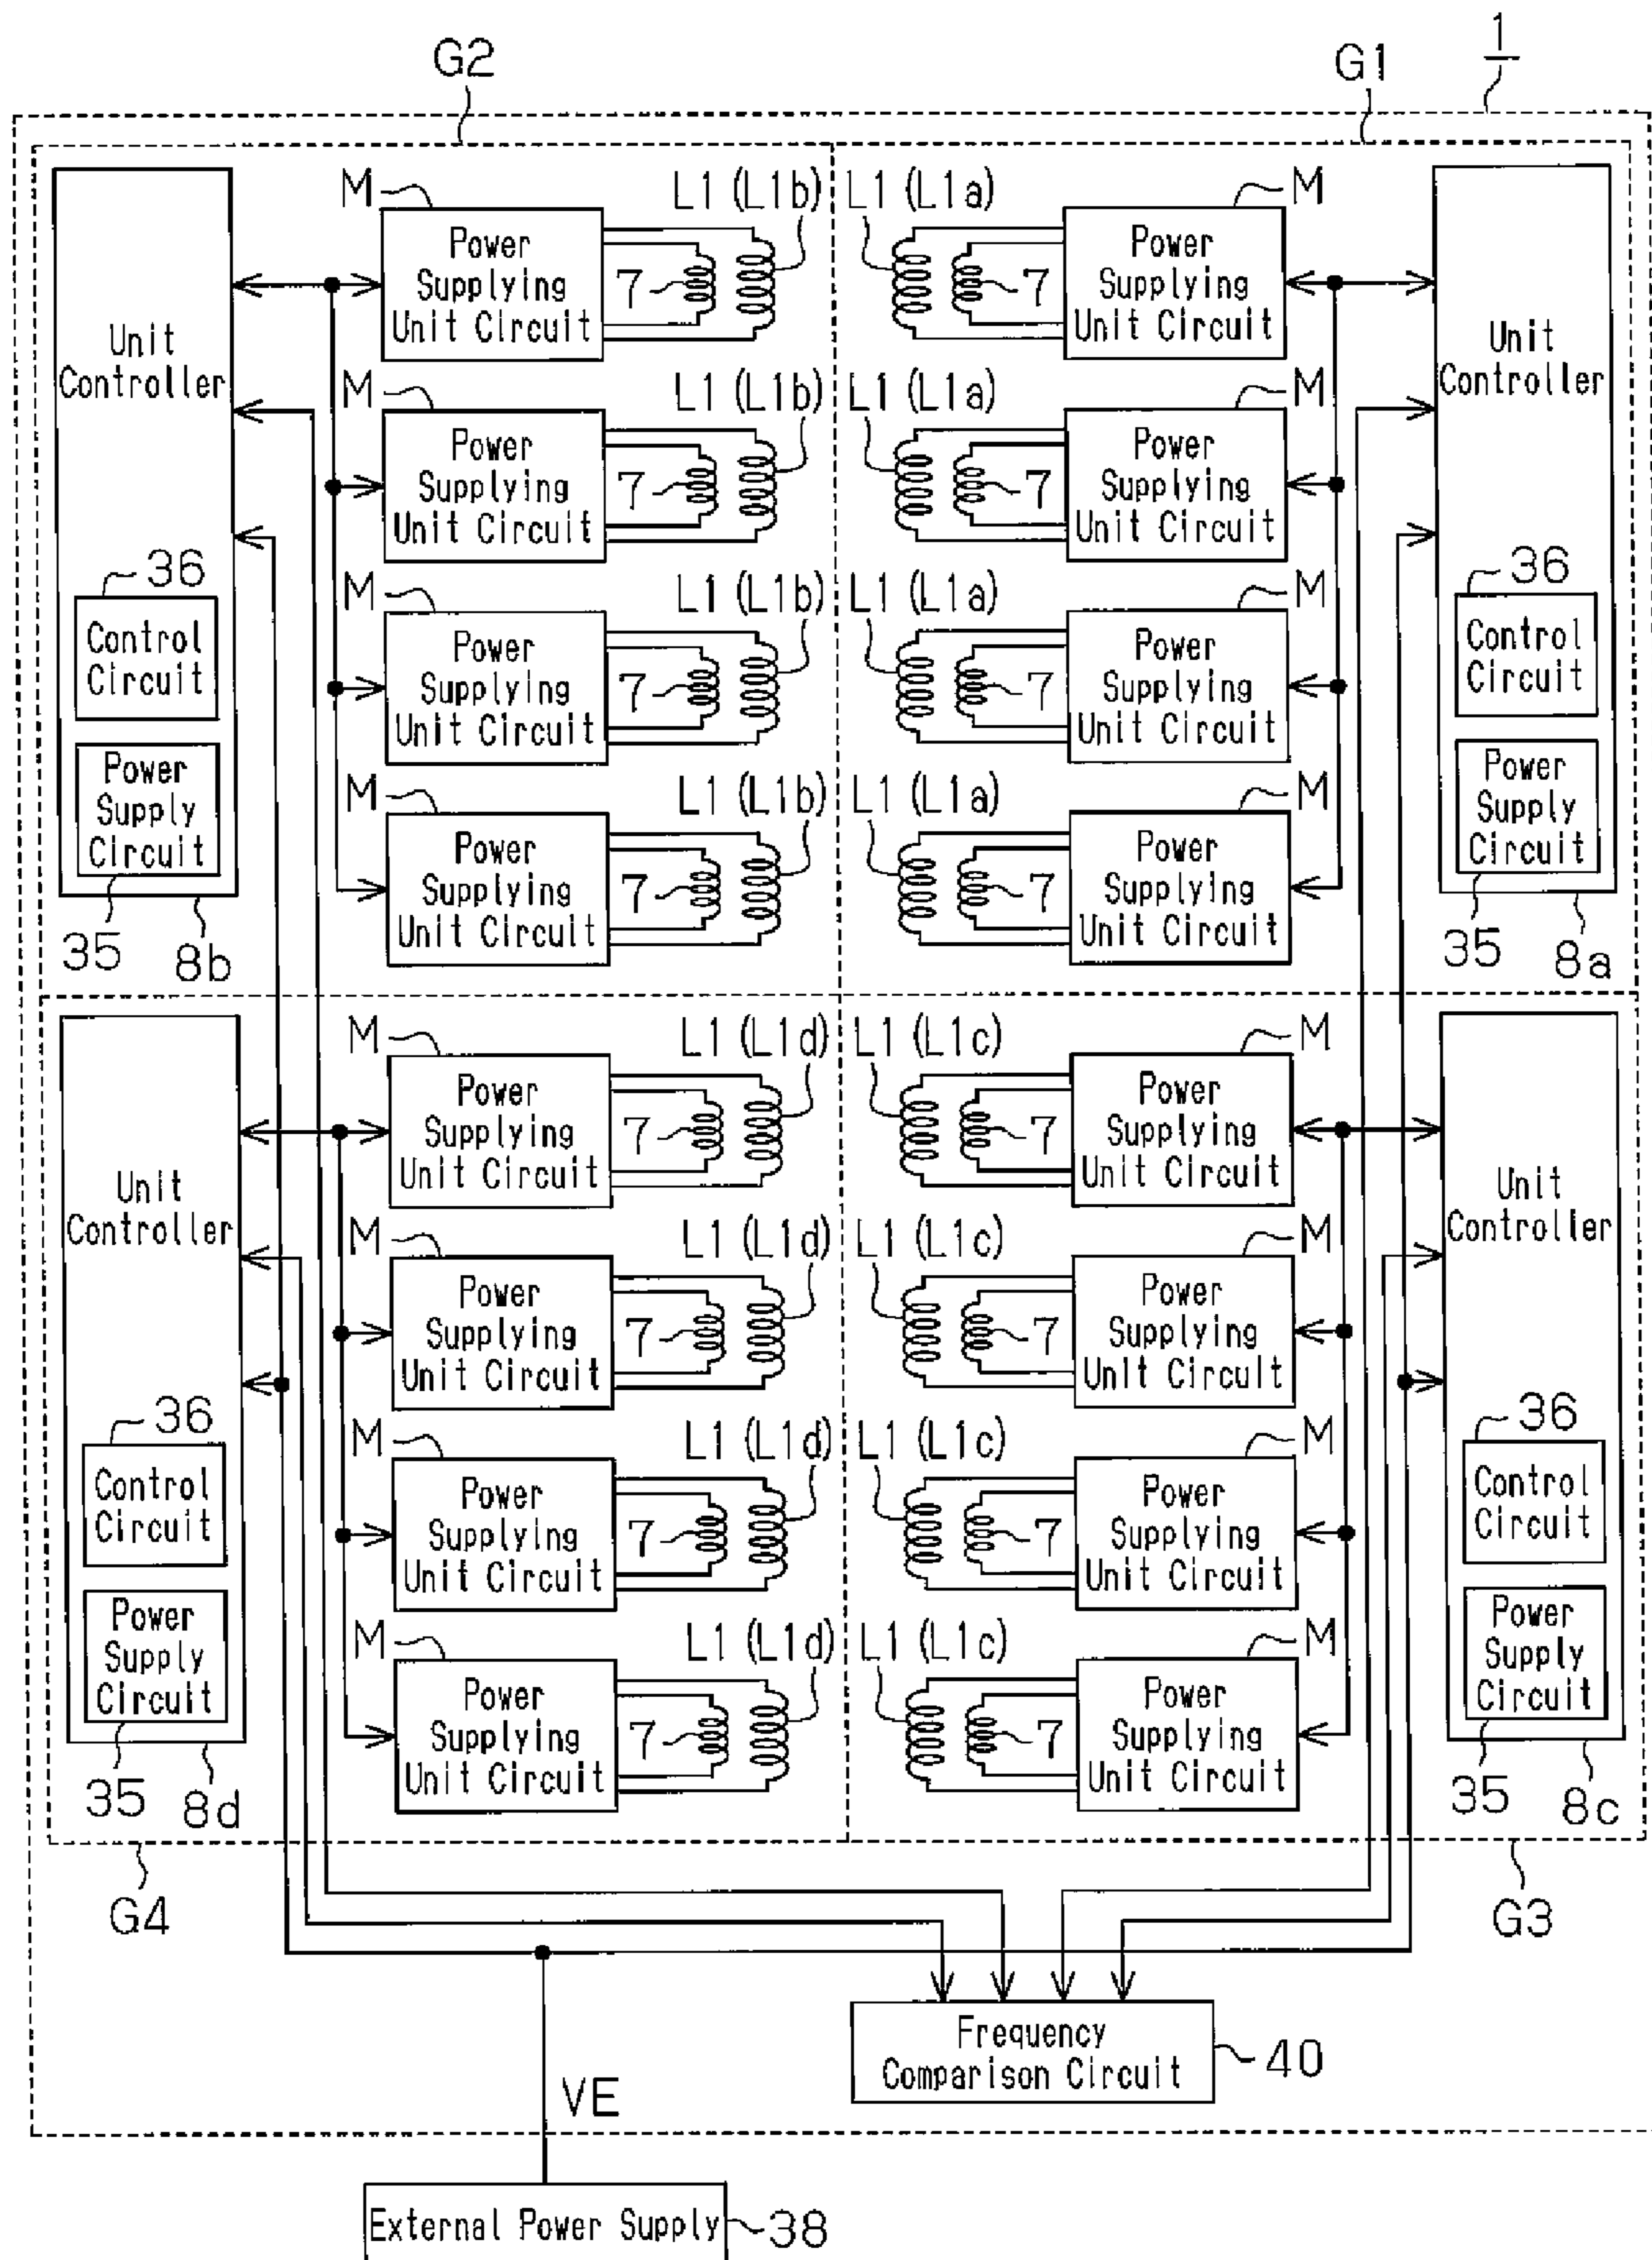 1
G2
G1
M
L1 (L1b)
L1 (L1a)
M
Power
Supplying
Unit Circuit
7
7
Power
Supplying
Unit Circuit
Unit
Controller
Unit
Controller
M
L1 (L1b)
L1 (L1a)
M
Power
Supplying
Unit Circuit
7
7
Power
Supplying
Unit Circuit
36
Control
Circuit
M
L1 (L1b)
L1 (L1a)
M
36
Control
Circuit
Power
Supplying
Unit Circuit
7
7
Power
Supplying
Unit Circuit
Power
Supply
Circuit
M
L1 (L1b)
L1 (L1a)
M
Power
Supply
Circuit
Power
Supplying
Unit Circuit
7
7
Power
Supplying
Unit Circuit
35
8b
35
8a
M
L1 (L1d)
L1 (L1c)
M
Power
Supplying
Unit Circuit
7
7
Power
Supplying
Unit Circuit
Unit
Controller
Unit
Controller
M
L1 (L1d)
L1 (L1c)
M
Power
Supplying
Unit Circuit
7
7
Power
Supplying
Unit Circuit
36
Control
Circuit
M
L1 (L1d)
L1 (L1c)
M
36
Control
Circuit
Power
Supplying
Unit Circuit
7
7
Power
Supplying
Unit Circuit
Power
Supply
Circuit
M
L1 (L1d)
L1 (L1c)
M
Power
Supply
Circuit
Power
Supplying
Unit Circuit
7
7
Power
Supplying
Unit Circuit
35
8d
35
8c
G4
G3
Frequency
Comparison Circuit
40
VE
External Power Supply
38